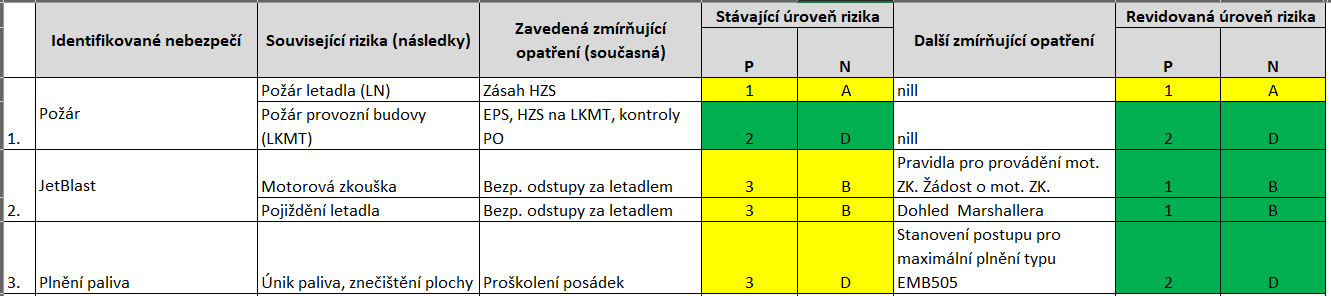 Identifikované nebezpečí Související rizika (následky) Zavedená zmírňující opatření (současná) Stávající úroveň rizika Další zmírňující opatření Revidovaná úroveň rizika
P N P N
Požár letadla (LN) Zásah HZS 1 A nill 1 A
1. Požár Požár provozní budovy (LKMT) EPS, HZS na LKMT, kontroly PO 2 D nill 2 D
JetBlast Motorová zkouška Bezp. odstupy za letadlem 3 B Pravidla pro provádění mot. ZK. Žádost o mot. ZK. 1 B
2. Pojiždění letadla Bezp. odstupy za letadlem 3 B Dohled Marshallera 1 B
3. Plnění paliva Únik paliva, znečištění plochy Proškolení posádek 3 D Stanovení postupu pro maximální plnění typu EMB505 2 D